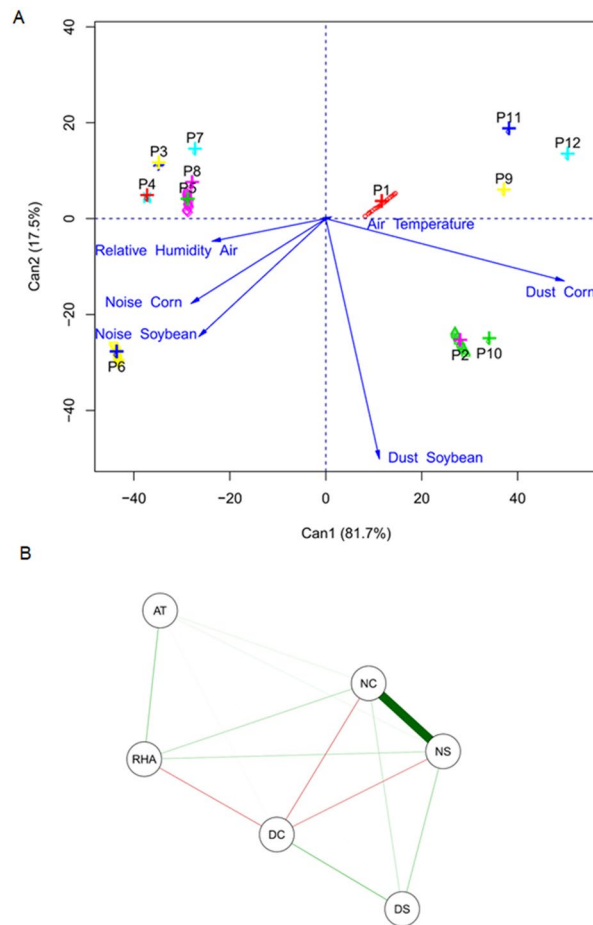 A
40
20
0
−20
−40
Can2 (17.5%)
P3
P7
P4
P8
P5
P1
P11
P12
P9
Air Temperature
Relative Humidity Air
Dust Corn
Noise Corn
Noise Soybean
P6
P2
P10
Dust Soybean
−40
−20
0
20
40
Can1 (81.7%)
B
AT
NC
NS
RHA
DC
DS